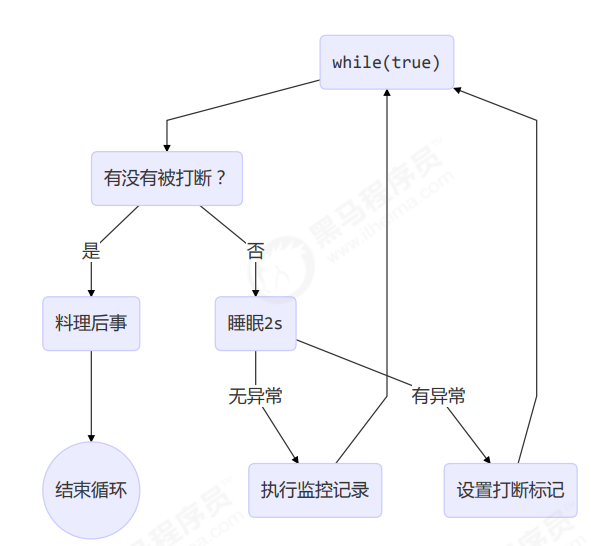 while(true)
有没有被打断？
是
否
料理后事
睡眠2s
无异常
有异常
结束循环
执行监控记录
设置打断标记
黑马程序员
www.itheima.com